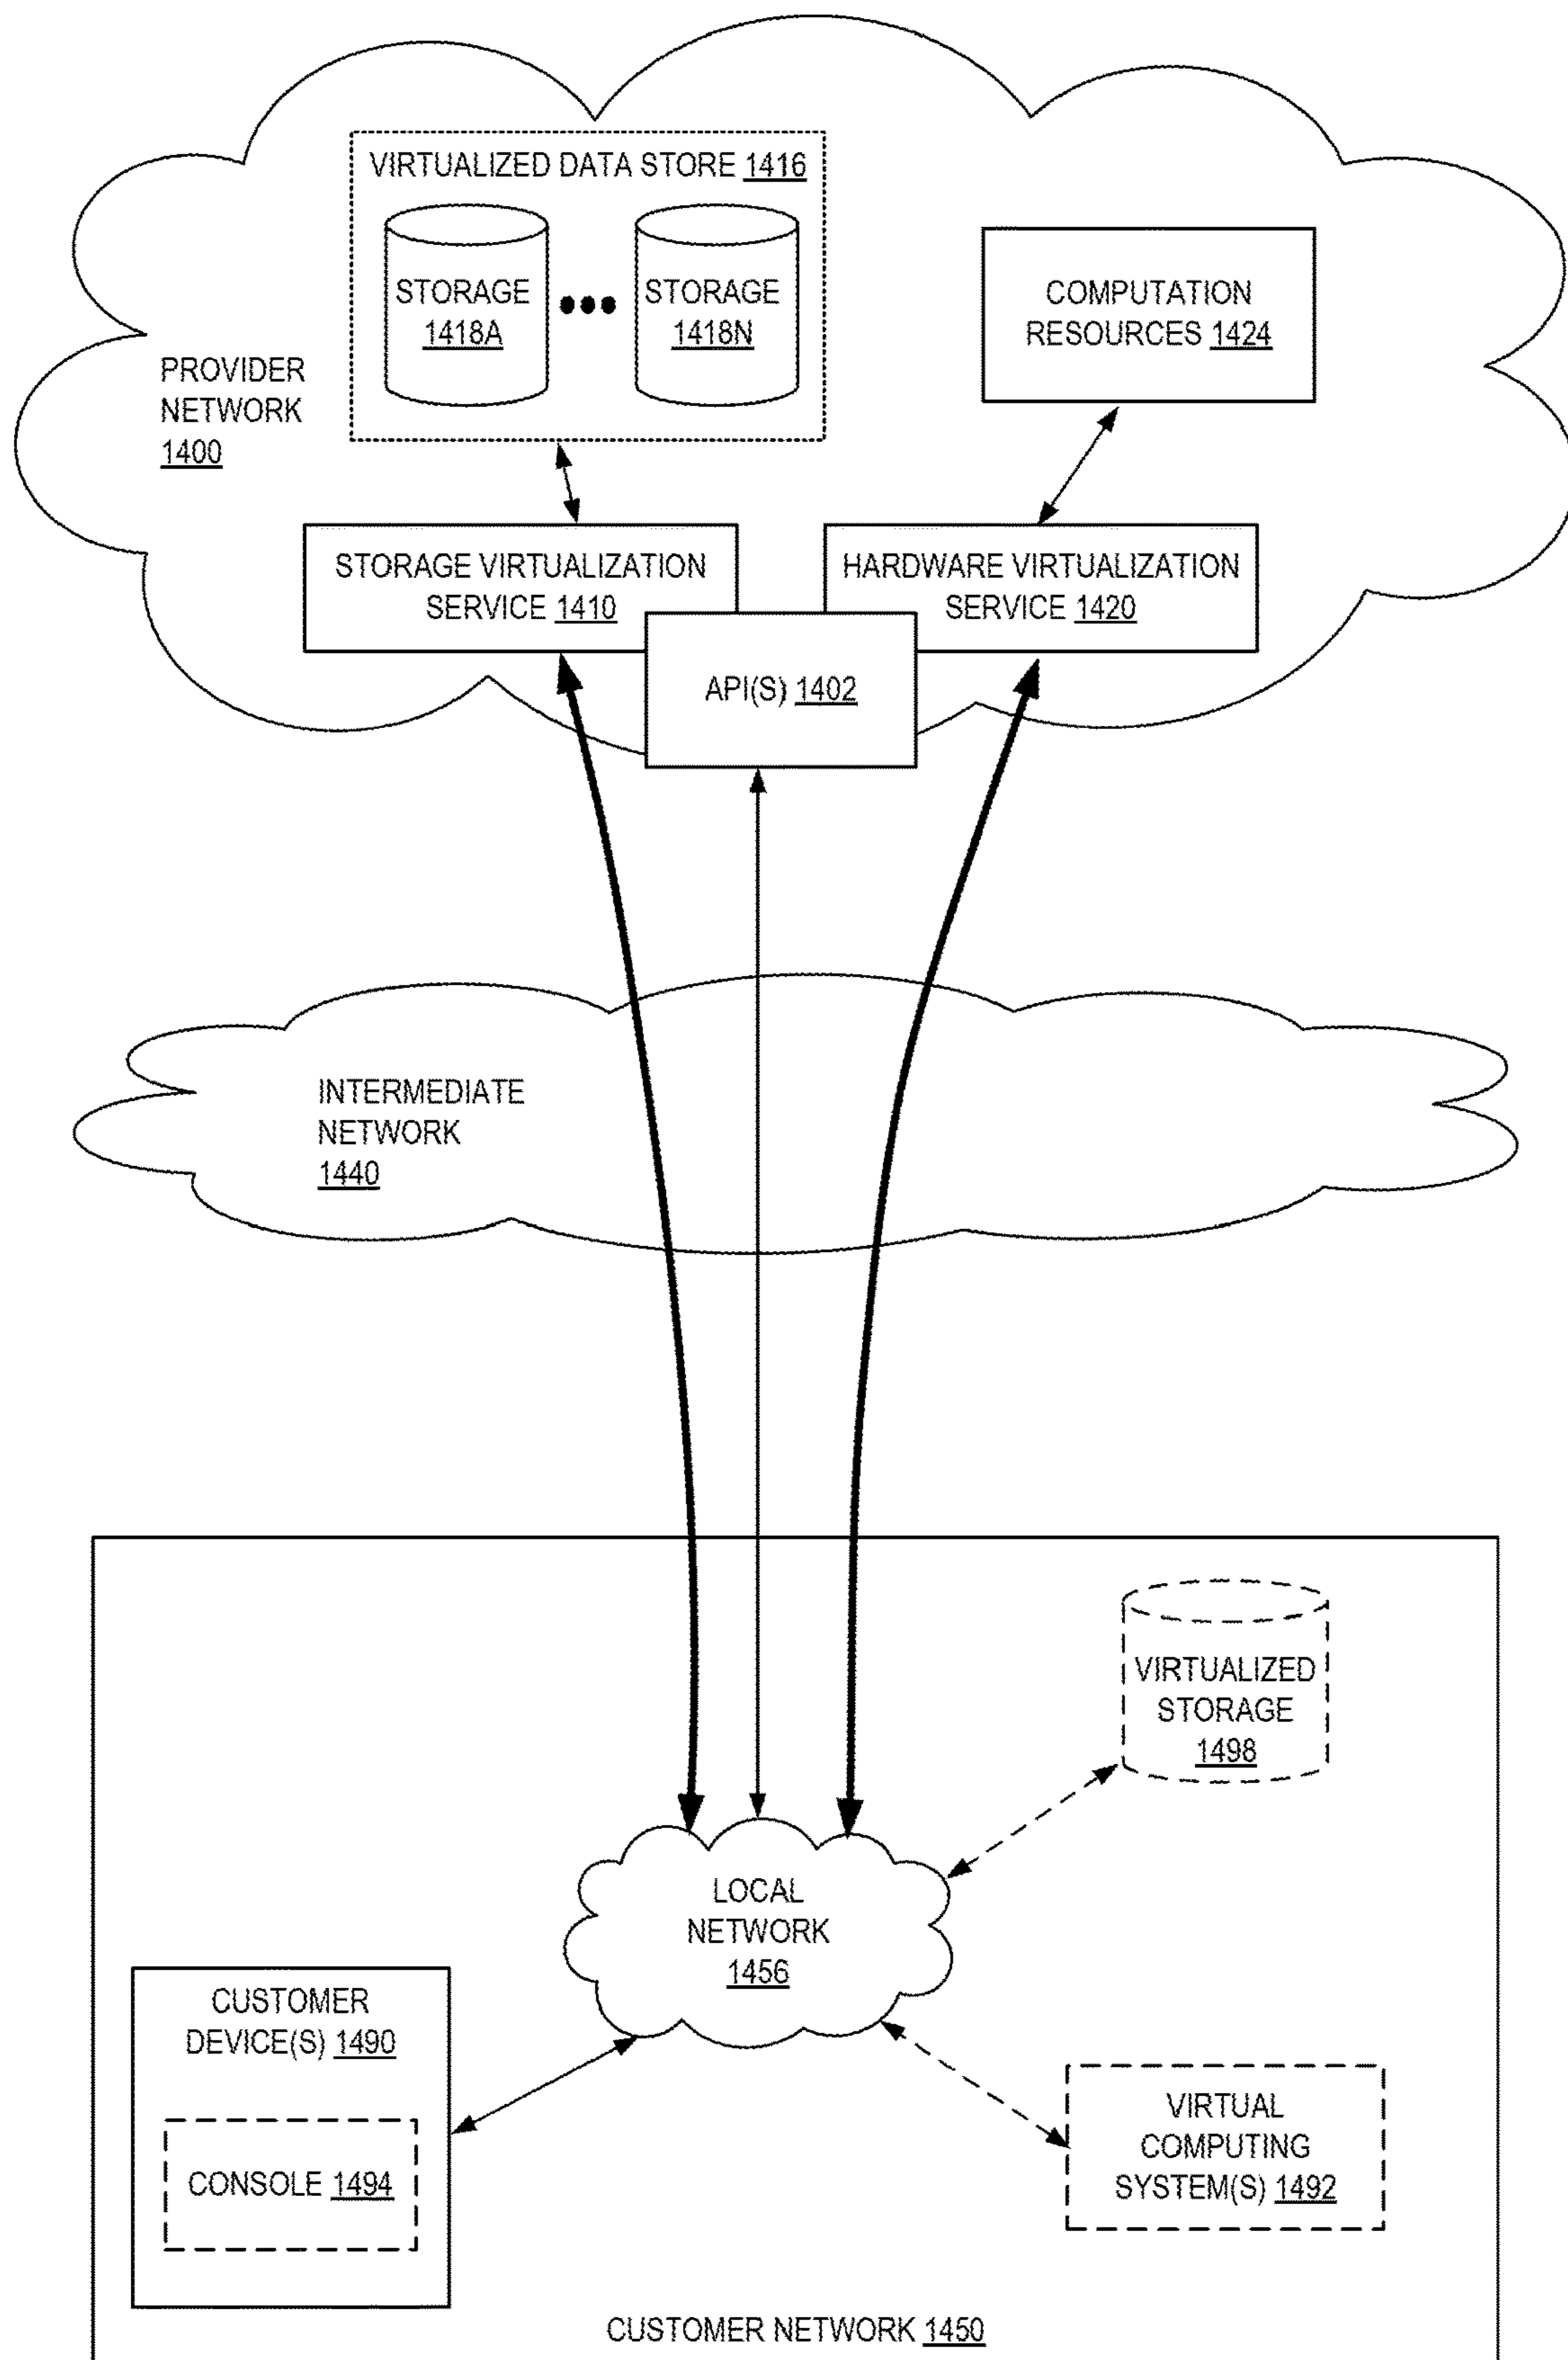 VIRTUALIZED DATA STORE 1416
STORAGE
1418A
STORAGE
1418N
COMPUTATION
RESOURCES 1424
PROVIDER
NETWORK
1400
STORAGE VIRTUALIZATION
SERVICE 1410
HARDWARE VIRTUALIZATION
SERVICE 1420
API(S) 1402
INTERMEDIATE
NETWORK
1440
VIRTUALIZED
STORAGE
1498
LOCAL
NETWORK
1456
CUSTOMER
DEVICE(S) 1490
CONSOLE 1494
VIRTUAL
COMPUTING
SYSTEM(S) 1492
CUSTOMER NETWORK 1450